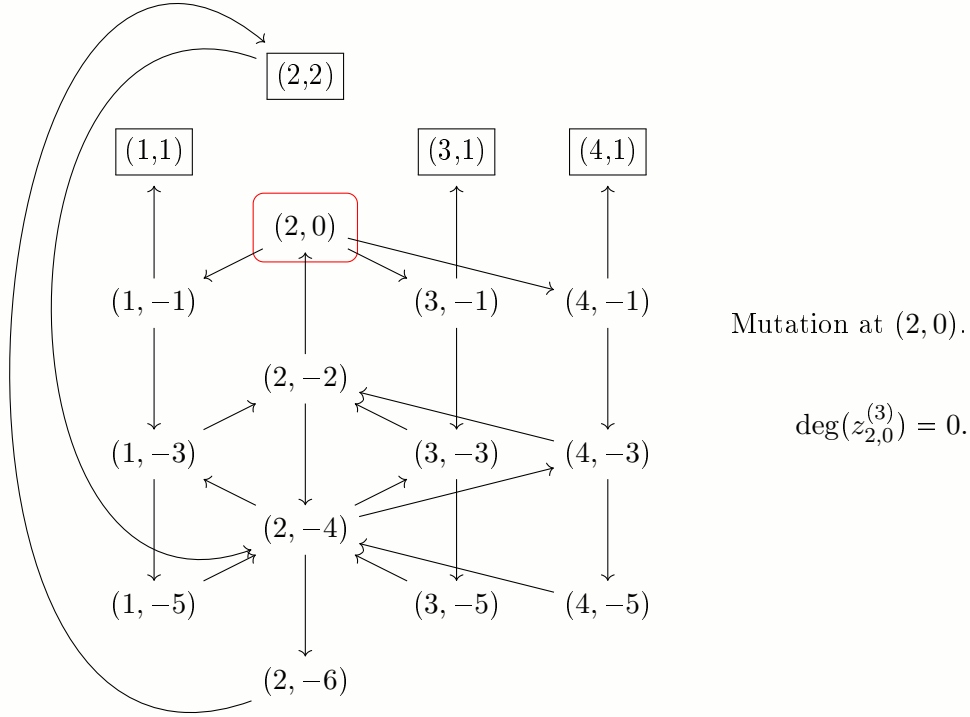 (2,2)
(1,1) (3,1) (4,1)
(2, 0)
(1, −1) (3, −1) (4, −1)
Mutation at (2, 0).
(2, −2)
deg(z_{2,0}^{(3)}) = 0.
(1, −3) (3, −3) (4, −3)
(2, −4)
(1, −5) (3, −5) (4, −5)
(2, −6)